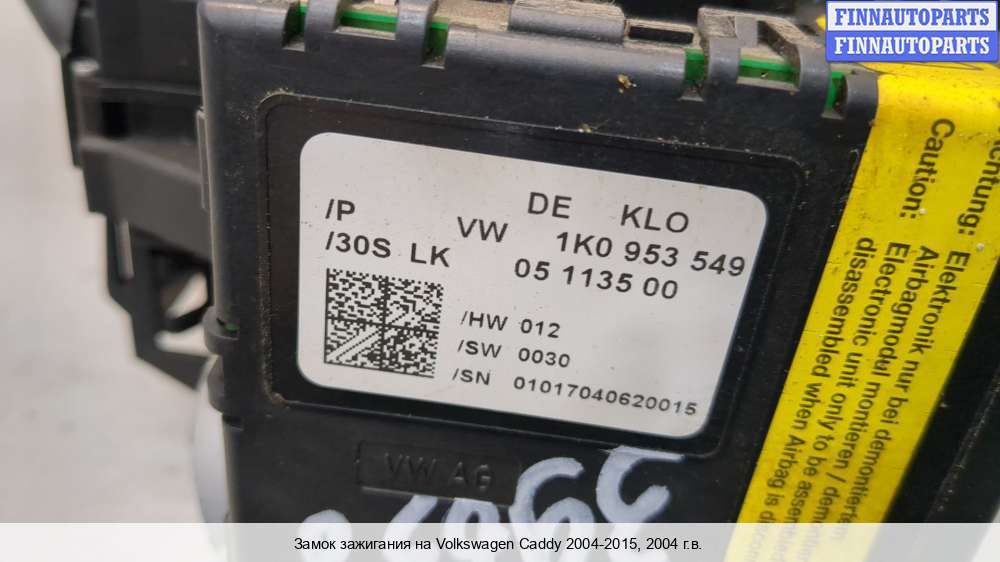 FINNAUTOPARTS
FINNAUTOPARTS
DE KLO
/P VW 1K0 953 549
/30S LK 05 1135 00
/HW 012
/SW 0030
/SN 01017040620015
VW AG
Elektronik nur bei
Airbagmodul montieren /
Caution: Electronic unit only to be
disassembled when Airbag is
Замок зажигания на Volkswagen Caddy 2004-2015, 2004 г.в.